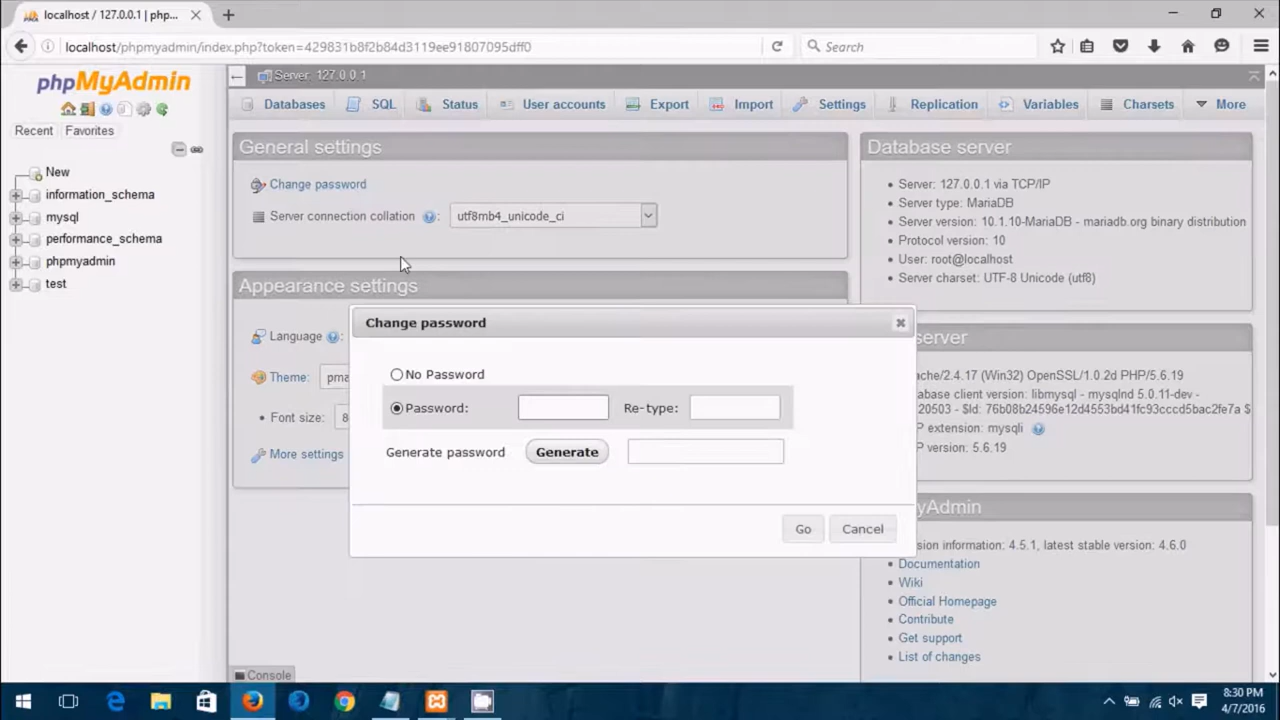 localhost / 127.0.0.1 | php...
localhost/phpmyadmin/index.php?token=429831b8f2b84d3119ee91807095dff0
Search
phpMyAdmin
Recent
Favorites
New
information_schema
mysql
performance_schema
phpmyadmin
test
Server: 127.0.0.1
Databases
SQL
Status
User accounts
Export
Import
Settings
Replication
Variables
Charsets
More
General settings
Change password
Server connection collation
:
utf8mb4_unicode_ci
Appearance settings
Language
:
Theme:
pma
Font size:
8
More settings
Database server
Server: 127.0.0.1 via TCP/IP
Server type: MariaDB
Server version: 10.1.10-MariaDB - mariadb.org binary distribution
Protocol version: 10
User: root@localhost
Server charset: UTF-8 Unicode (utf8)
server
ache/2.4.17 (Win32) OpenSSL/1.0.2d PHP/5.6.19
tabase client version: libmysql - mysqlnd 5.0.11-dev -
20503 - $Id: 76b08b24596e12d4553bd41fc93cccd5bac2fe7a $
P extension: mysqli
P version: 5.6.19
yAdmin
sion information: 4.5.1, latest stable version: 4.6.0
Documentation
Wiki
Official Homepage
Contribute
Get support
List of changes
Change password
No Password
Password:
Re-type:
Generate password
Generate
Go
Cancel
Console
8:30 PM
4/7/2016